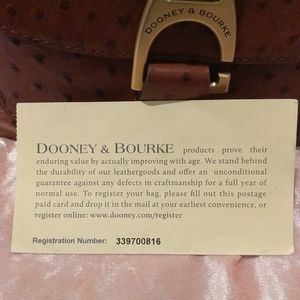 DOONEY & BOURKE
DOONEY & BOURKE products prove their
enduring value by actually improving with age. We stand behind
the durability of our leathergoods and offer an unconditional
guarantee against any defects in craftmanship for a full year of
normal use. To register your bag, please fill out this postage
paid card and drop it in the mail at your earliest convenience, or
register online: www.dooney.com/register
Registration Number: 339700816